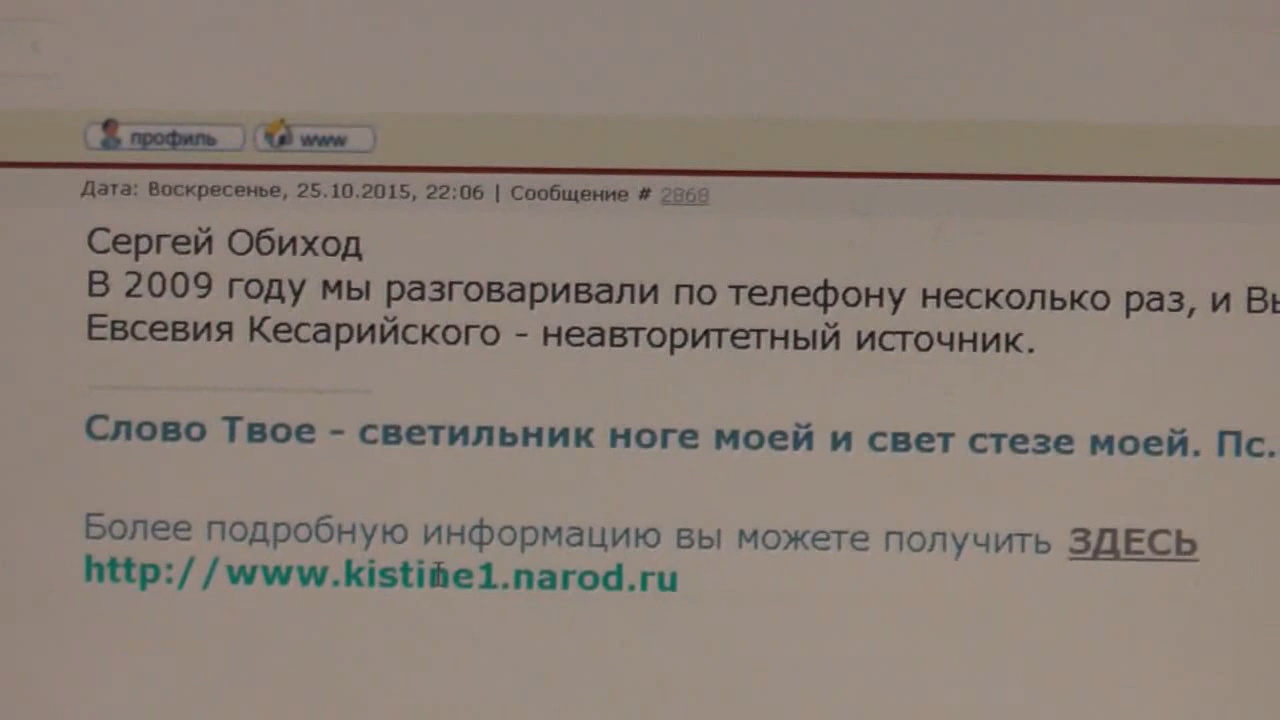 профиль www
Дата: Воскресенье, 25.10.2015, 22:06 | Сообщение # 2868
Сергей Обиход
В 2009 году мы разговаривали по телефону несколько раз, и
Евсевия Кесарийского - неавторитетный источник.
Слово Твое - светильник ноге моей и свет стезе моей. Пс.
Более подробную информацию вы можете получить ЗДЕСЬ
http://www.kistine1.narod.ru